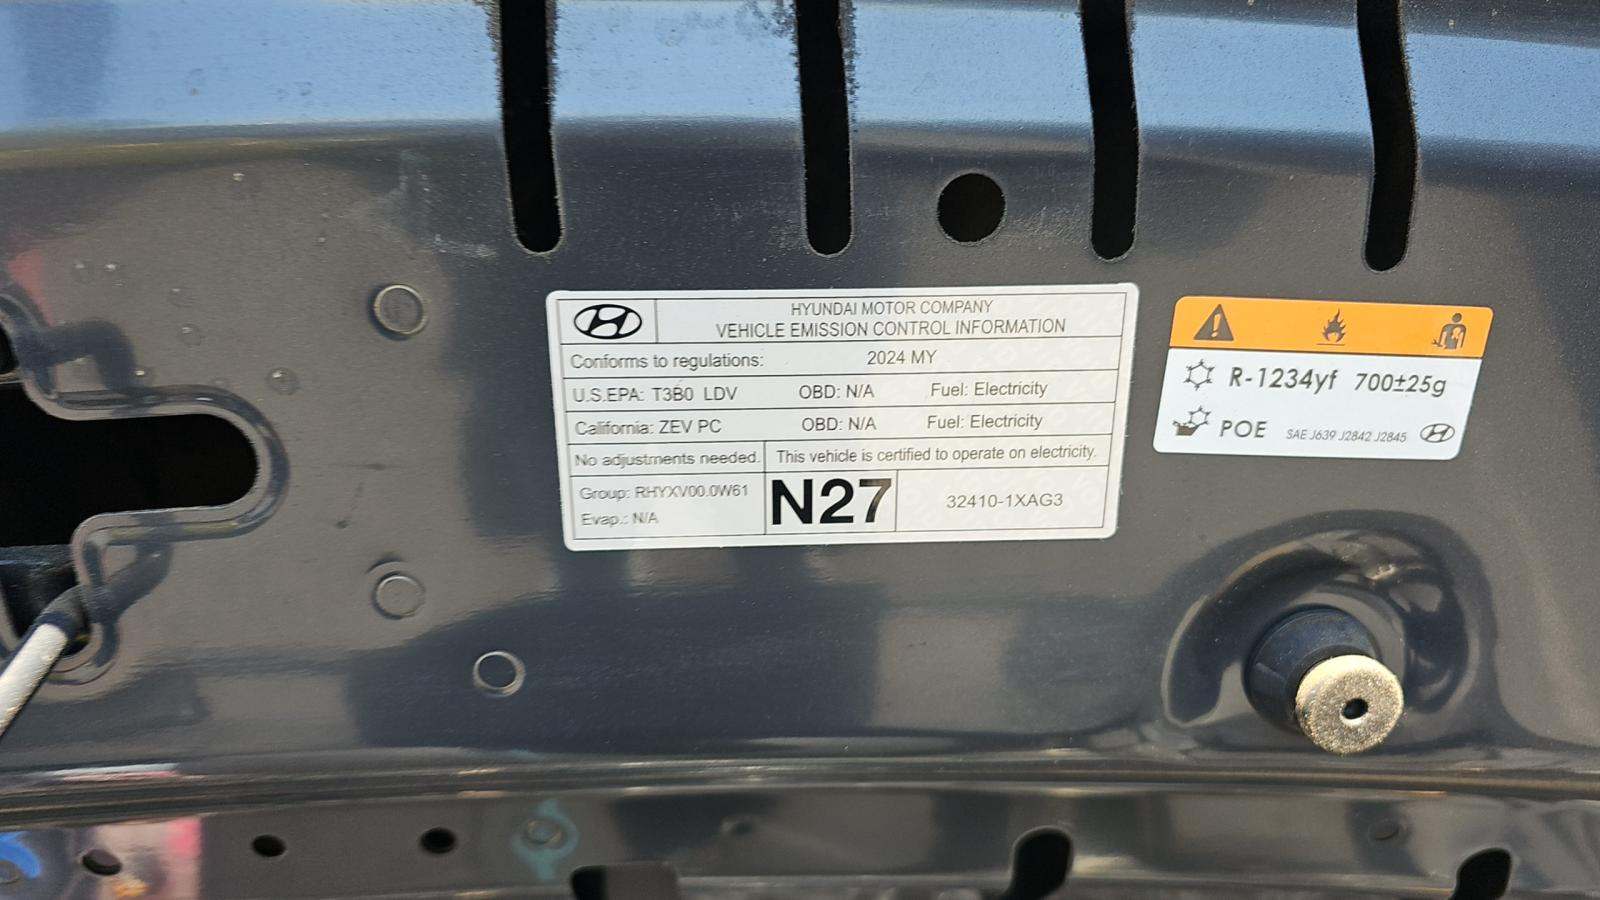 HYUNDAI MOTOR COMPANY
VEHICLE EMISSION CONTROL INFORMATION
Conforms to regulations: 2024 MY
U.S.EPA: T3B0 LDV OBD: N/A Fuel: Electricity
California: ZEV PC OBD: N/A Fuel: Electricity
No adjustments needed. This vehicle is certified to operate on electricity.
Group: RHYXV00.0W61
Evap.: N/A
N27
32410-1XAG3
R-1234yf 700±25g
POE SAE J639 J2842 J2845